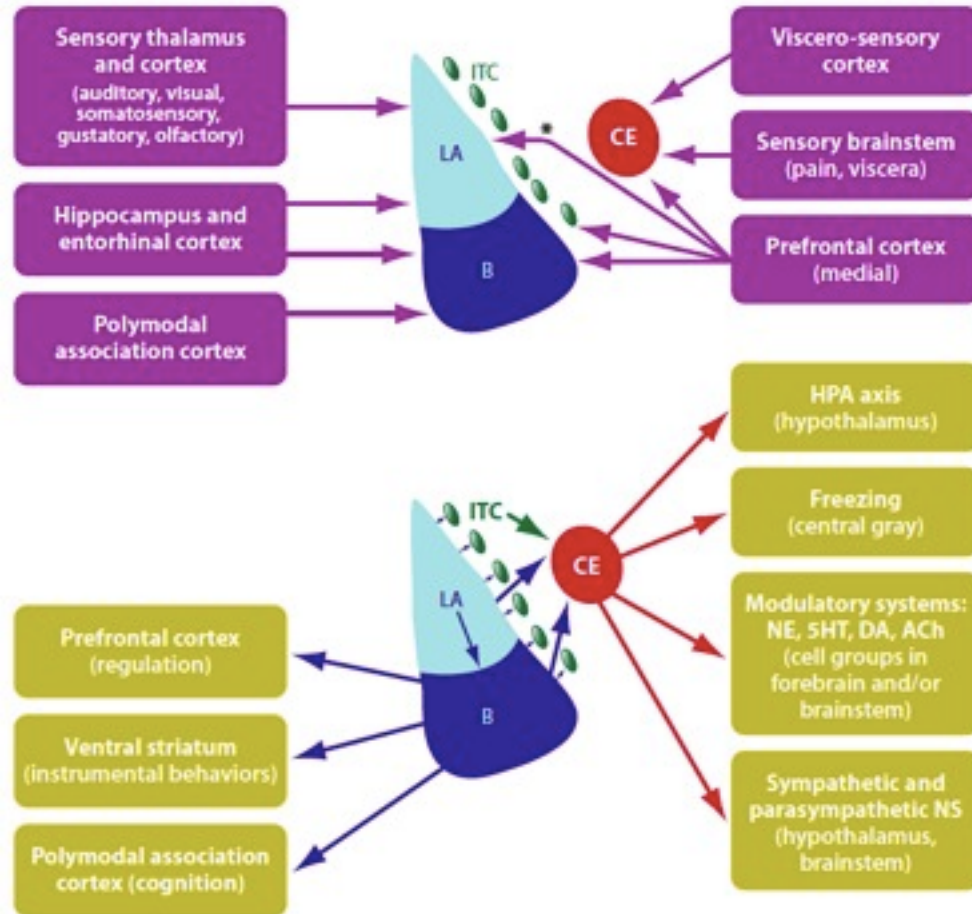 Sensory thalamus
and cortex
(auditory, visual,
somatosensory,
gustatory, olfactory)
Hippocampus and
entorhinal cortex
Polymodal
association cortex
ITC
LA
B
*
CE
Viscero-sensory
cortex
Sensory brainstem
(pain, viscera)
Prefrontal cortex
(medial)
Prefrontal cortex
(regulation)
Ventral striatum
(instrumental behaviors)
Polymodal association
cortex (cognition)
ITC
LA
B
CE
HPA axis
(hypothalamus)
Freezing
(central gray)
Modulatory systems:
NE, 5HT, DA, ACh
(cell groups in
forebrain and/or
brainstem)
Sympathetic and
parasympathetic NS
(hypothalamus,
brainstem)